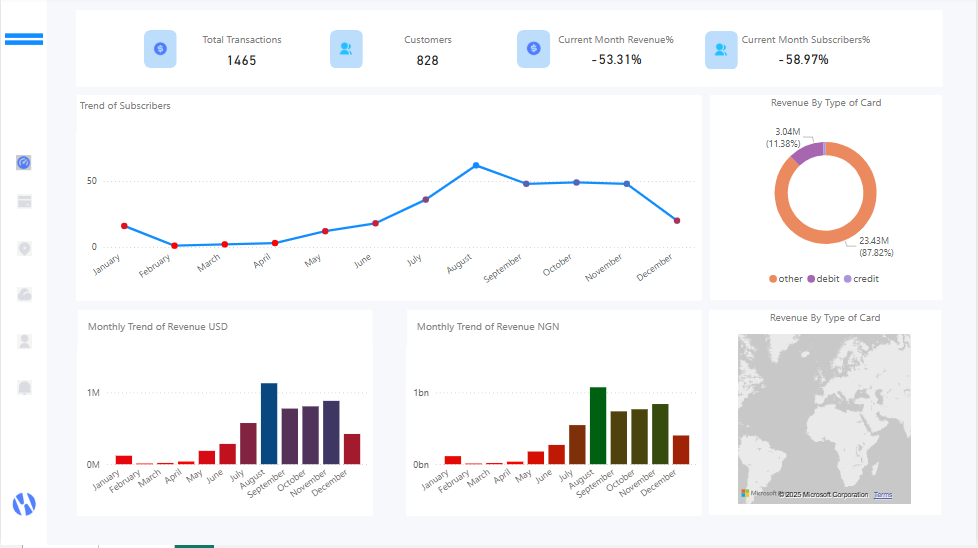 Total Transactions
1465
Customers
828
Current Month Revenue%
-53.31%
Current Month Subscribers%
-58.97%
Trend of Subscribers
50
0
January
February
March
April
May
June
July
August
September
October
November
December
Revenue By Type of Card
3.04M
(11.38%)
23.43M
(87.82%)
other debit credit
Monthly Trend of Revenue USD
1M
0M
January
February
March
April
May
June
July
August
September
October
November
December
Monthly Trend of Revenue NGN
1bn
0bn
January
February
March
April
May
June
July
August
September
October
November
December
Revenue By Type of Card
Microsoft
© 2025 Microsoft Corporation Terms